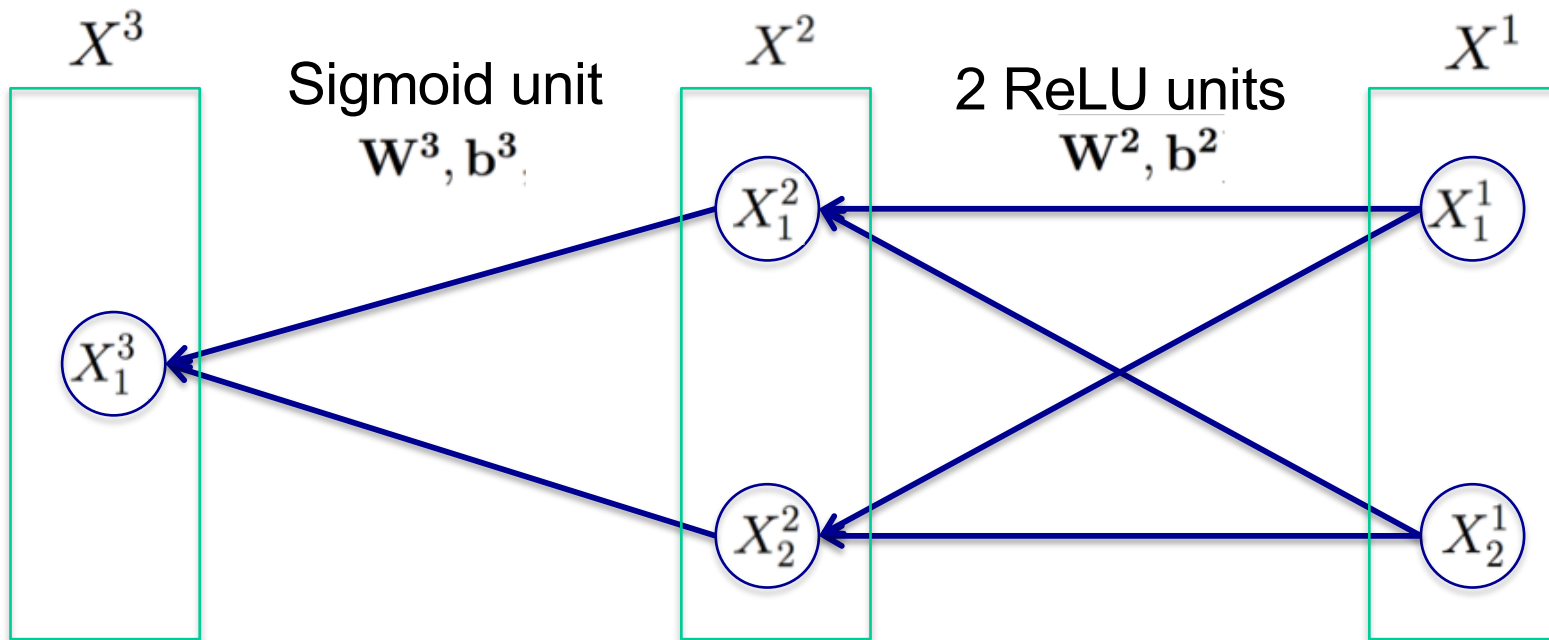 X^3
Sigmoid unit
W^3, b^3,
X^2
2 ReLU units
W^2, b^2
X^1
X_1^2
X_1^1
X_1^3
X_2^2
X_2^1